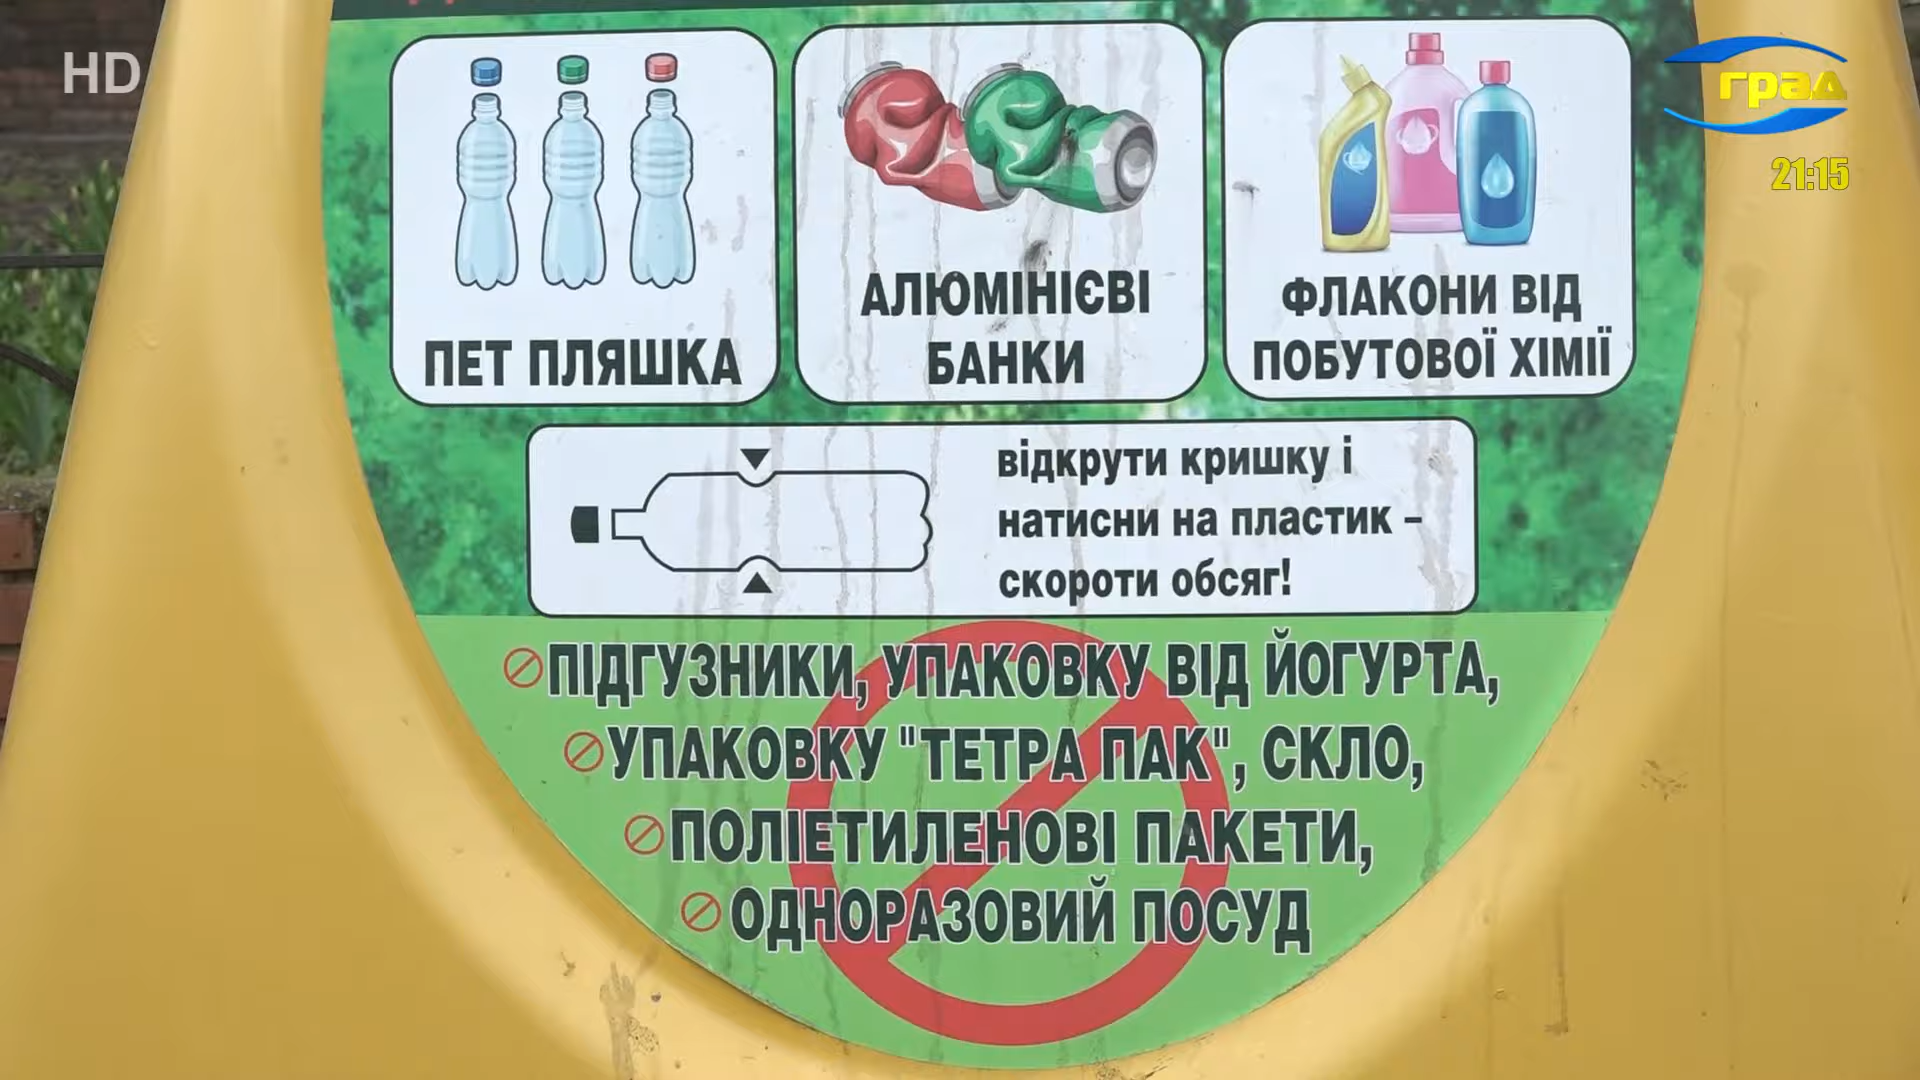 HD
град
21:15
ПЕТ ПЛЯШКА
АЛЮМІНІЄВІ
БАНКИ
ФЛАКОНИ ВІД
ПОБУТОВОЇ ХІМІЇ
відкрути кришку і
натисни на пластик –
скороти обсяг!
ПІДГУЗНИКИ, УПАКОВКУ ВІД ЙОГУРТА,
УПАКОВКУ "ТЕТРА ПАК", СКЛО,
ПОЛІЕТИЛЕНОВІ ПАКЕТИ,
ОДНОРАЗОВИЙ ПОСУД